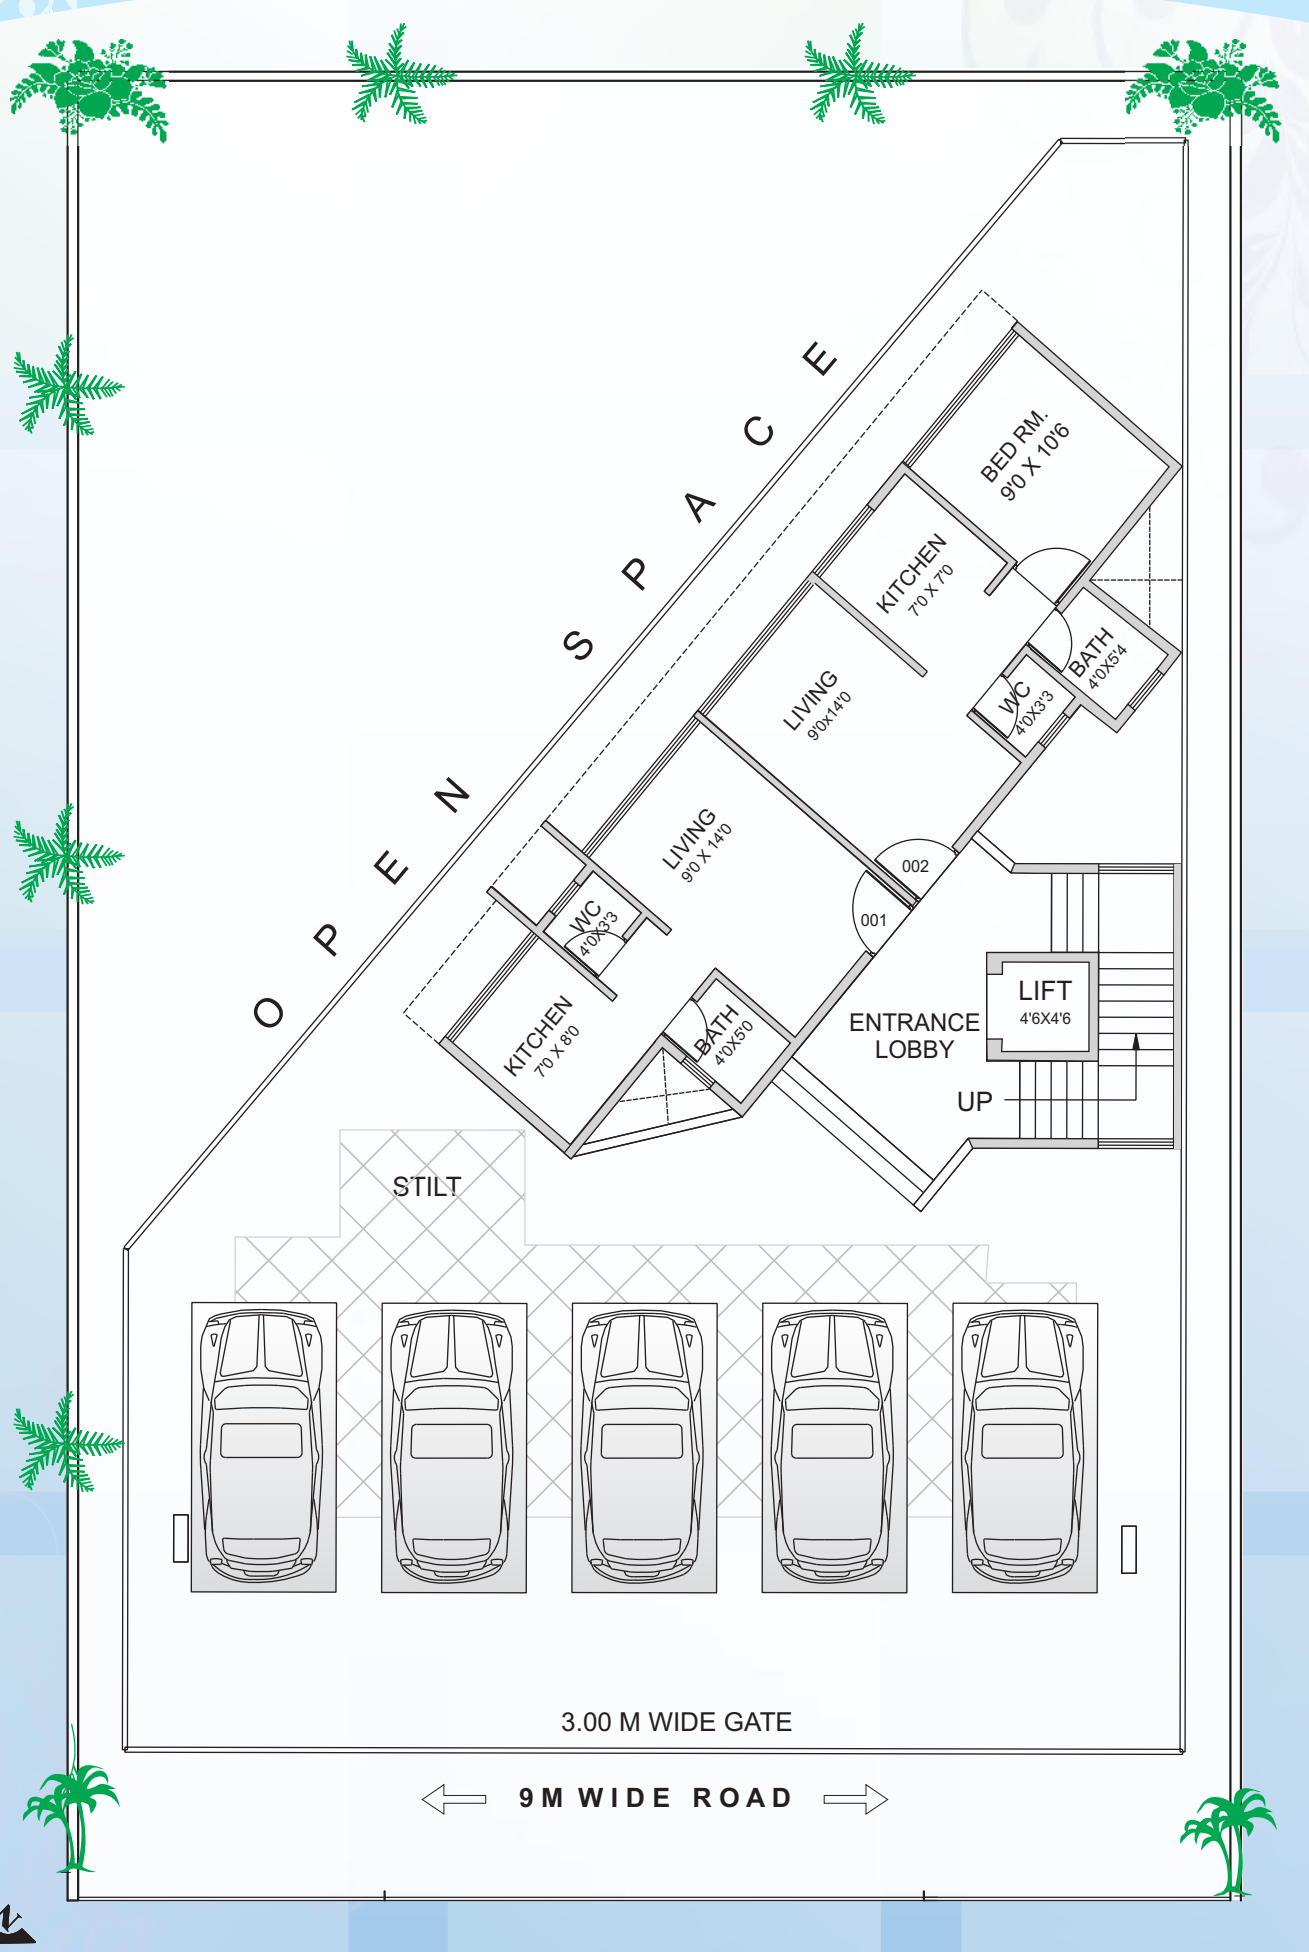 OPEN SPACE
BED RM.
9'0 X 10'6
KITCHEN
7'0 X 7'0
BATH
4'0X5'4
WC
4'0X3'3
LIVING
9'0x14'0
LIVING
9'0 X 14'0
002
001
WC
4'0X3'3
KITCHEN
7'0 X 8'0
BATH
4'0X5'0
LIFT
4'6X4'6
ENTRANCE
LOBBY
UP
STILT
3.00 M WIDE GATE
9M WIDE ROAD
N